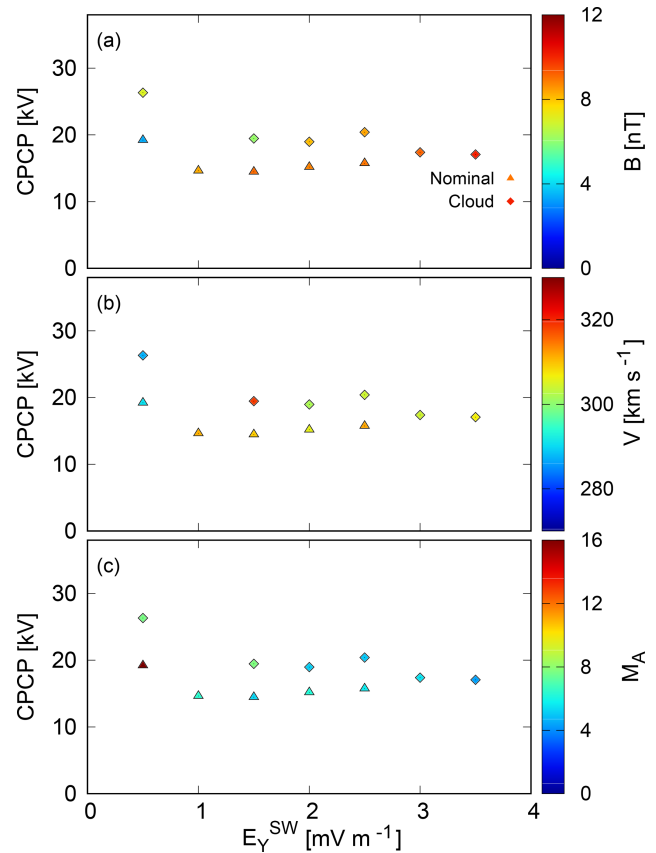 (a)
CPCP [kV]
30
20
10
0
Nominal
Cloud
12
8
4
0
B [nT]
(b)
CPCP [kV]
30
20
10
0
320
300
280
V [km s⁻¹]
(c)
CPCP [kV]
30
20
10
0
16
12
8
4
0
M_A
0 1 2 3 4
E_Y^SW [mV m⁻¹]